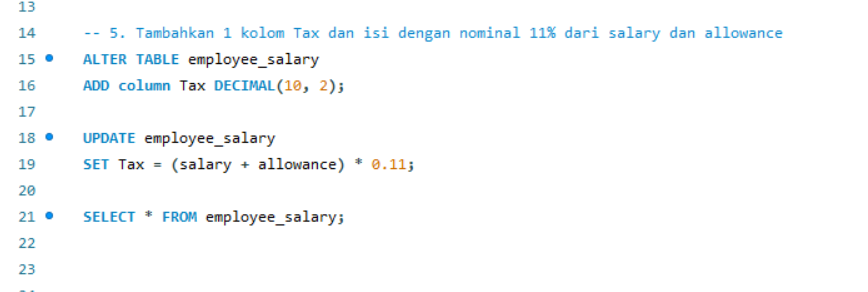 13
14 -- 5. Tambahkan 1 kolom Tax dan isi dengan nominal 11% dari salary dan allowance
15 ALTER TABLE employee_salary
16 ADD column Tax DECIMAL(10, 2);
17
18 UPDATE employee_salary
19 SET Tax = (salary + allowance) * 0.11;
20
21 SELECT * FROM employee_salary;
22
23